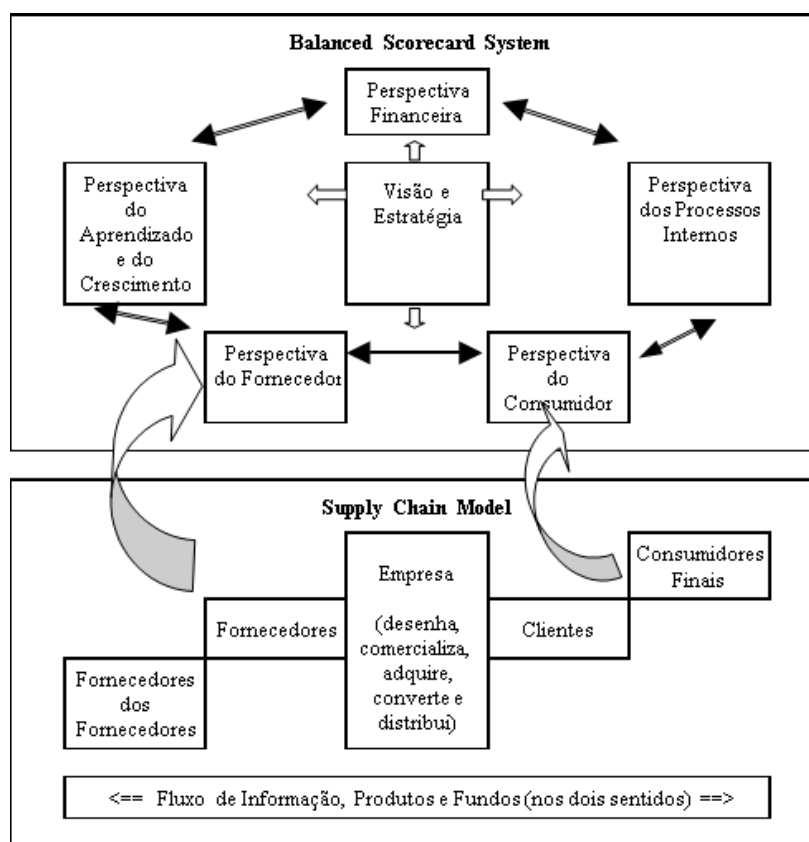 Balanced Scorecard System
Perspectiva
Financeira
Perspectiva
do
Aprendizado
e do
Crescimento
Visão e
Estratégia
Perspectiva
dos Processos
Internos
Perspectiva
do Fornecedor
Perspectiva
do
Consumidor
Supply Chain Model
Fornecedores
dos
Fornecedores
Fornecedores
Empresa
(desenha,
comercializa,
adquire,
converte e
distribui)
Clientes
Consumidores
Finais
<== Fluxo de Informação, Produtos e Fundos (nos dois sentidos) ==>